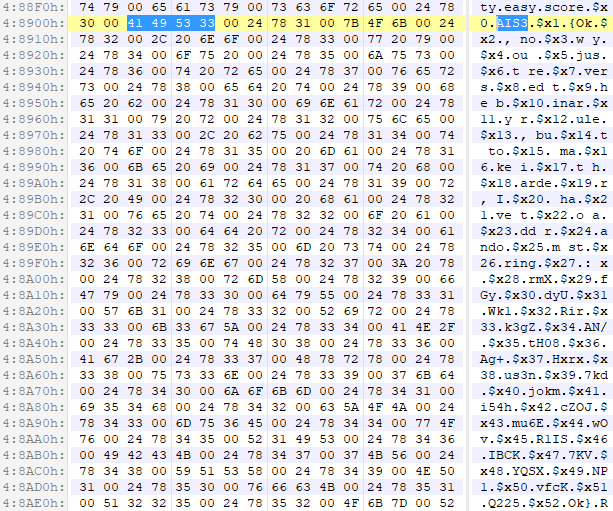 4:88F0h: 74 79 00 65 61 73 79 00 73 63 6F 72 65 00 24 78 ty.easy.score.$x
4:8900h: 30 00 41 49 53 33 00 24 78 31 00 7B 4F 6B 00 24 0.AIS3.$x1.{Ok.$
4:8910h: 78 32 00 2C 20 6E 6F 00 24 78 33 00 77 20 79 00 x2., no.$x3.w y.
4:8920h: 24 78 34 00 6F 75 20 00 24 78 35 00 6A 75 73 00 $x4.ou .$x5.jus.
4:8930h: 24 78 36 00 74 20 72 65 00 24 78 37 00 76 65 72 $x6.t re.$x7.ver
4:8940h: 73 00 24 78 38 00 65 64 20 74 00 24 78 39 00 68 s.$x8.ed t.$x9.h
4:8950h: 65 20 62 00 24 78 31 30 00 69 6E 61 72 00 24 78 e b.$x10.inar.$x
4:8960h: 31 31 00 79 20 72 00 24 78 31 32 00 75 6C 65 00 11.y r.$x12.ule.
4:8970h: 24 78 31 33 00 2C 20 62 75 00 24 78 31 34 00 74 $x13., bu.$x14.t
4:8980h: 20 74 6F 00 24 78 31 35 00 20 6D 61 00 24 78 31  to.$x15. ma.$x1
4:8990h: 36 00 6B 65 20 69 00 24 78 31 37 00 74 20 68 00 6.ke i.$x17.t h.
4:89A0h: 24 78 31 38 00 61 72 64 65 00 24 78 31 39 00 72 $x18.arde.$x19.r
4:89B0h: 2C 20 49 00 24 78 32 30 00 20 68 61 00 24 78 32 , I.$x20. ha.$x2
4:89C0h: 31 00 76 65 20 74 00 24 78 32 32 00 6F 20 61 00 1.ve t.$x22.o a.
4:89D0h: 24 78 32 33 00 64 64 20 72 00 24 78 32 34 00 61 $x23.dd r.$x24.a
4:89E0h: 6E 64 6F 00 24 78 32 35 00 6D 20 73 74 00 24 78 ndo.$x25.m st.$x
4:89F0h: 32 36 00 72 69 6E 67 00 24 78 32 37 00 3A 20 78 26.ring.$x27.: x
4:8A00h: 00 24 78 32 38 00 72 6D 58 00 24 78 32 39 00 66 .$x28.rmX.$x29.f
4:8A10h: 47 79 00 24 78 33 30 00 64 79 55 00 24 78 33 31 Gy.$x30.dyU.$x31
4:8A20h: 00 57 6B 31 00 24 78 33 32 00 52 69 72 00 24 78 .Wk1.$x32.Rir.$x
4:8A30h: 33 33 00 6B 33 67 5A 00 24 78 33 34 00 41 4E 2F 33.k3gZ.$x34.AN/
4:8A40h: 00 24 78 33 35 00 74 48 30 38 00 24 78 33 36 00 .$x35.tH08.$x36.
4:8A50h: 41 67 2B 00 24 78 33 37 00 48 78 72 78 00 24 78 Ag+.$x37.Hxrx.$x
4:8A60h: 33 38 00 75 73 33 6E 00 24 78 33 39 00 37 6B 64 38.us3n.$x39.7kd
4:8A70h: 00 24 78 34 30 00 6A 6F 6B 6D 00 24 78 34 31 00 .$x40.jokm.$x41.
4:8A80h: 69 35 34 68 00 24 78 34 32 00 63 5A 4F 4A 00 24 i54h.$x42.cZOJ.$
4:8A90h: 78 34 33 00 6D 75 36 45 00 24 78 34 34 00 77 4F x43.mu6E.$x44.wO
4:8AA0h: 76 00 24 78 34 35 00 52 31 49 53 00 24 78 34 36 v.$x45.R1IS.$x46
4:8AB0h: 00 49 42 43 4B 00 24 78 34 37 00 37 4B 56 00 24 .IBCK.$x47.7KV.$
4:8AC0h: 78 34 38 00 59 51 53 58 00 24 78 34 39 00 4E 50 x48.YQSX.$x49.NP
4:8AD0h: 31 00 24 78 35 30 00 76 66 63 4B 00 24 78 35 31 1.$x50.vfcK.$x51
4:8AE0h: 00 51 32 32 35 00 24 78 35 32 00 4F 6B 7D 00 52 .Q225.$x52.Ok}.R